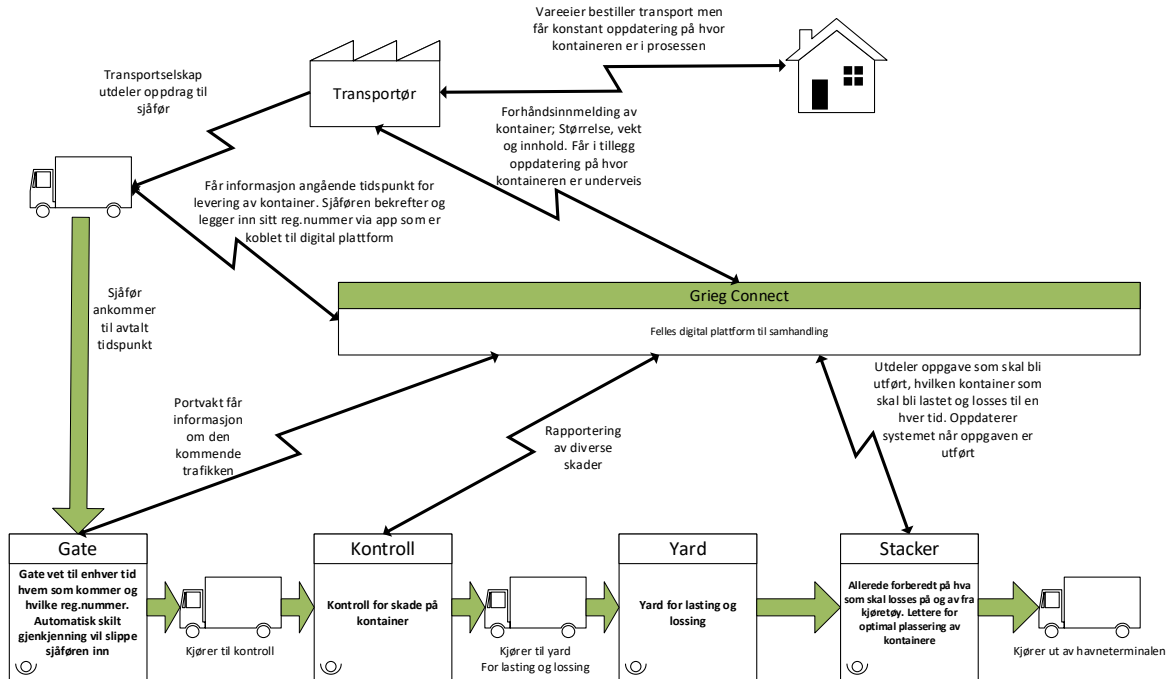 Vareeier bestiller transport men
får konstant oppdatering på hvor
kontaineren er i prosessen
Transportselskap
utdeler oppdrag til
sjåfør
Transportør
Forhåndsinnmelding av
kontainer; Størrelse, vekt
og innhold. Får i tillegg
oppdatering på hvor
kontaineren er underveis
Får informasjon angående tidspunkt for
levering av kontainer. Sjåføren bekrefter og
legger inn sitt reg.nummer via app som er
koblet til digital plattform
Sjåfør
ankommer
til avtalt
tidspunkt
Grieg Connect
Felles digital plattform til samhandling
Portvakt får
informasjon
om den
kommende
trafikken
Rapportering
av diverse
skader
Utdeler oppgave som skal bli
utført, hvilken kontainer som
skal bli lastet og losses til en
hver tid. Oppdaterer
systemet når oppgaven er
utført
Gate
Gate vet til enhver tid
hvem som kommer og
hvilke reg.nummer.
Automatisk skilt
gjenkjenning vil slippe
sjåføren inn
Kjører til kontroll
Kontroll
Kontroll for skade på
kontainer
Kjører til yard
For lasting og lossing
Yard
Yard for lasting og
lossing
Stacker
Allerede forberedt på hva
som skal losses på og av fra
kjøretøy. Lettere for
optimal plassering av
kontainere
Kjører ut av havneterminalen